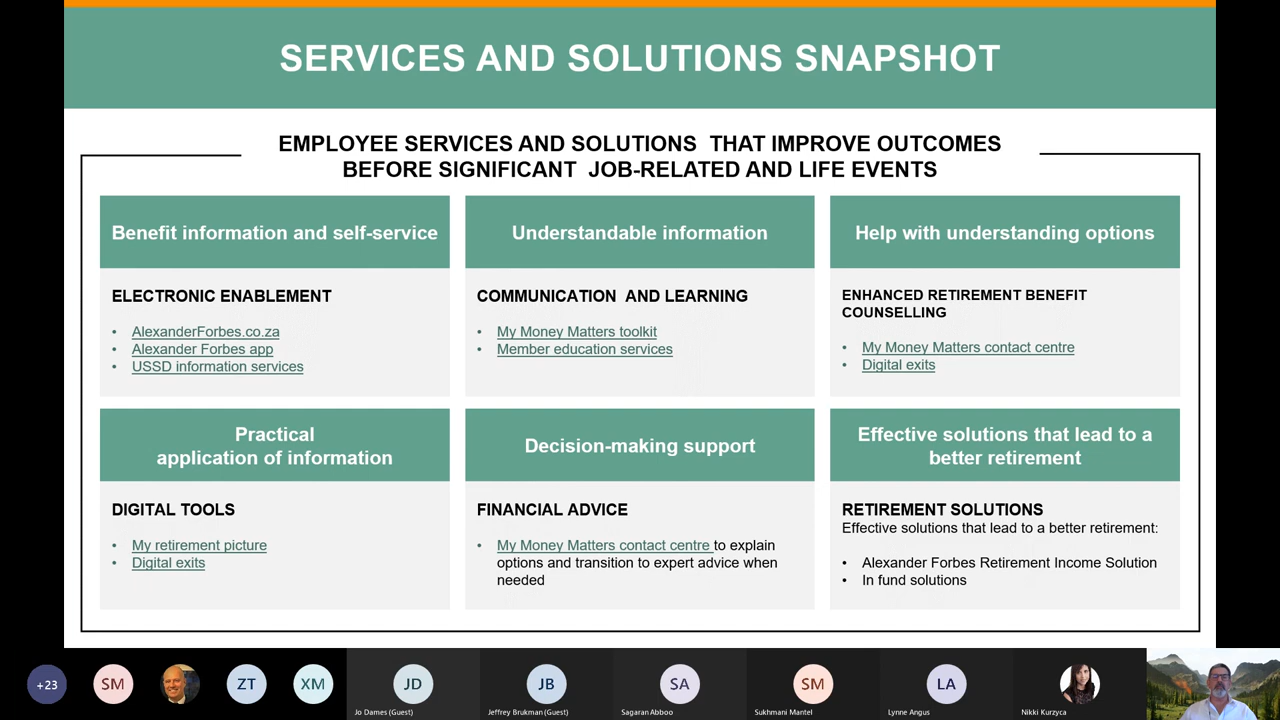 SERVICES AND SOLUTIONS SNAPSHOT
EMPLOYEE SERVICES AND SOLUTIONS THAT IMPROVE OUTCOMES
BEFORE SIGNIFICANT JOB-RELATED AND LIFE EVENTS
Benefit information and self-service
ELECTRONIC ENABLEMENT
• AlexanderForbes.co.za
• Alexander Forbes app
• USSD information services
Understandable information
COMMUNICATION AND LEARNING
• My Money Matters toolkit
• Member education services
Help with understanding options
ENHANCED RETIREMENT BENEFIT
COUNSELLING
• My Money Matters contact centre
• Digital exits
Practical
application of information
DIGITAL TOOLS
• My retirement picture
• Digital exits
Decision-making support
FINANCIAL ADVICE
• My Money Matters contact centre to explain
options and transition to expert advice when
needed
Effective solutions that lead to a
better retirement
RETIREMENT SOLUTIONS
Effective solutions that lead to a better retirement:
• Alexander Forbes Retirement Income Solution
• In fund solutions
+23
SM
ZT
XM
JD
Jo Dames (Guest)
JB
Jeffrey Brukman (Guest)
SA
Sagaran Abboo
SM
Sukhmani Mantel
LA
Lynne Angus
Nikki Kurzyca